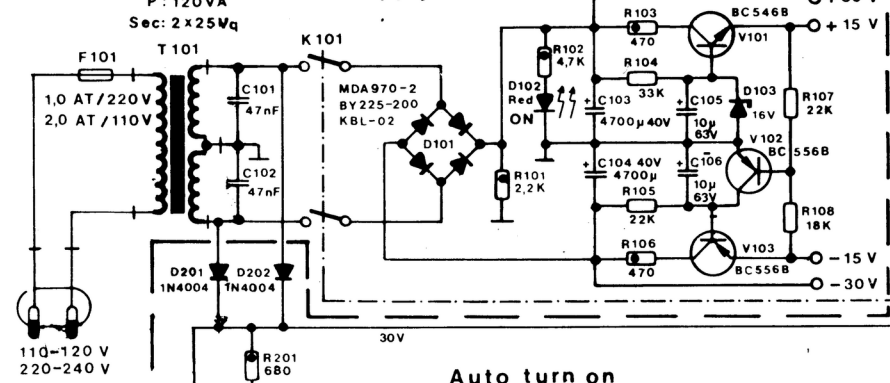 P: 120VA
Sec: 2x25Vq
F101
T101
K101
1,0 AT/220V
2,0 AT/110V
C101
47nF
C102
47nF
MDA970-2
BY225-200
KBL-02
D101
R102
4,7K
D102
Red
ON
R101
2,2K
R103
470
R104
33K
C103
4700µ 40V
C105
10µ
63V
BC546B
V101
D103
16V
R107
22K
V102
BC556B
C104 40V
4700µ
C106
10µ
63V
R105
22K
R106
470
V103
BC556B
R108
18K
+ 15 V
− 15 V
− 30 V
D201
1N4004
D202
1N4004
R201
680
30V
110-120 V
220-240 V
Auto turn on